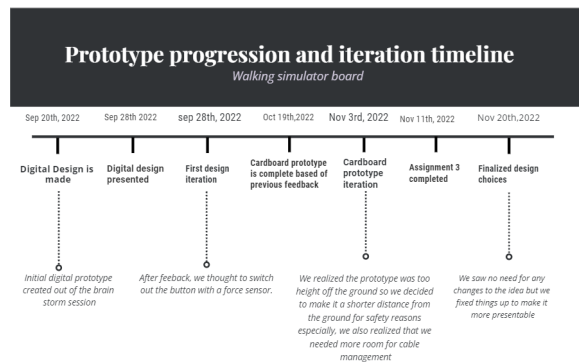 Prototype progression and iteration timeline
Walking simulator board
Sep 20th, 2022
Sep 28th 2022
sep 28th, 2022
Oct 19th,2022
Nov 3rd, 2022
Nov 11th, 2022
Nov 20th.2022
Digital Design is
made
Digital design
presented
First design
iteration
Cardboard prototype
is complete based of
previous feedback
Cardboard
prototype
iteration
Assignment 3
completed
Finalized design
choices
Initial digital prototype
created out of the brain
storm session
After feeback, we thought to switch
out the button with a force sensor.
We realized the prototype was too
height off the ground so we decided
to make it a shorter distance from
the ground for safety reasons
especially, we also realized that we
needed more room for cable
management
We saw no need for any
changes to the idea but we
fixed things up to make it
more presentable